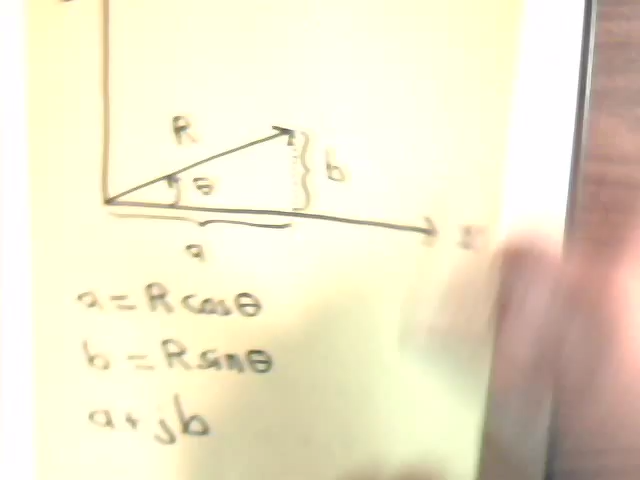 R
θ
b
a
a = R cos θ
b = R sin θ
a + jb